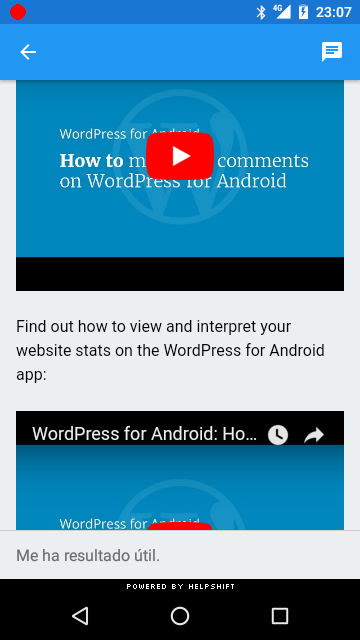 4G 23:07
WordPress for Android
How to m comments
on WordPress for Android
Find out how to view and interpret your
website stats on the WordPress for Android
app:
WordPress for Android: Ho...
WordPress for Android
Me ha resultado útil.
POWERED BY HELPSHIFT